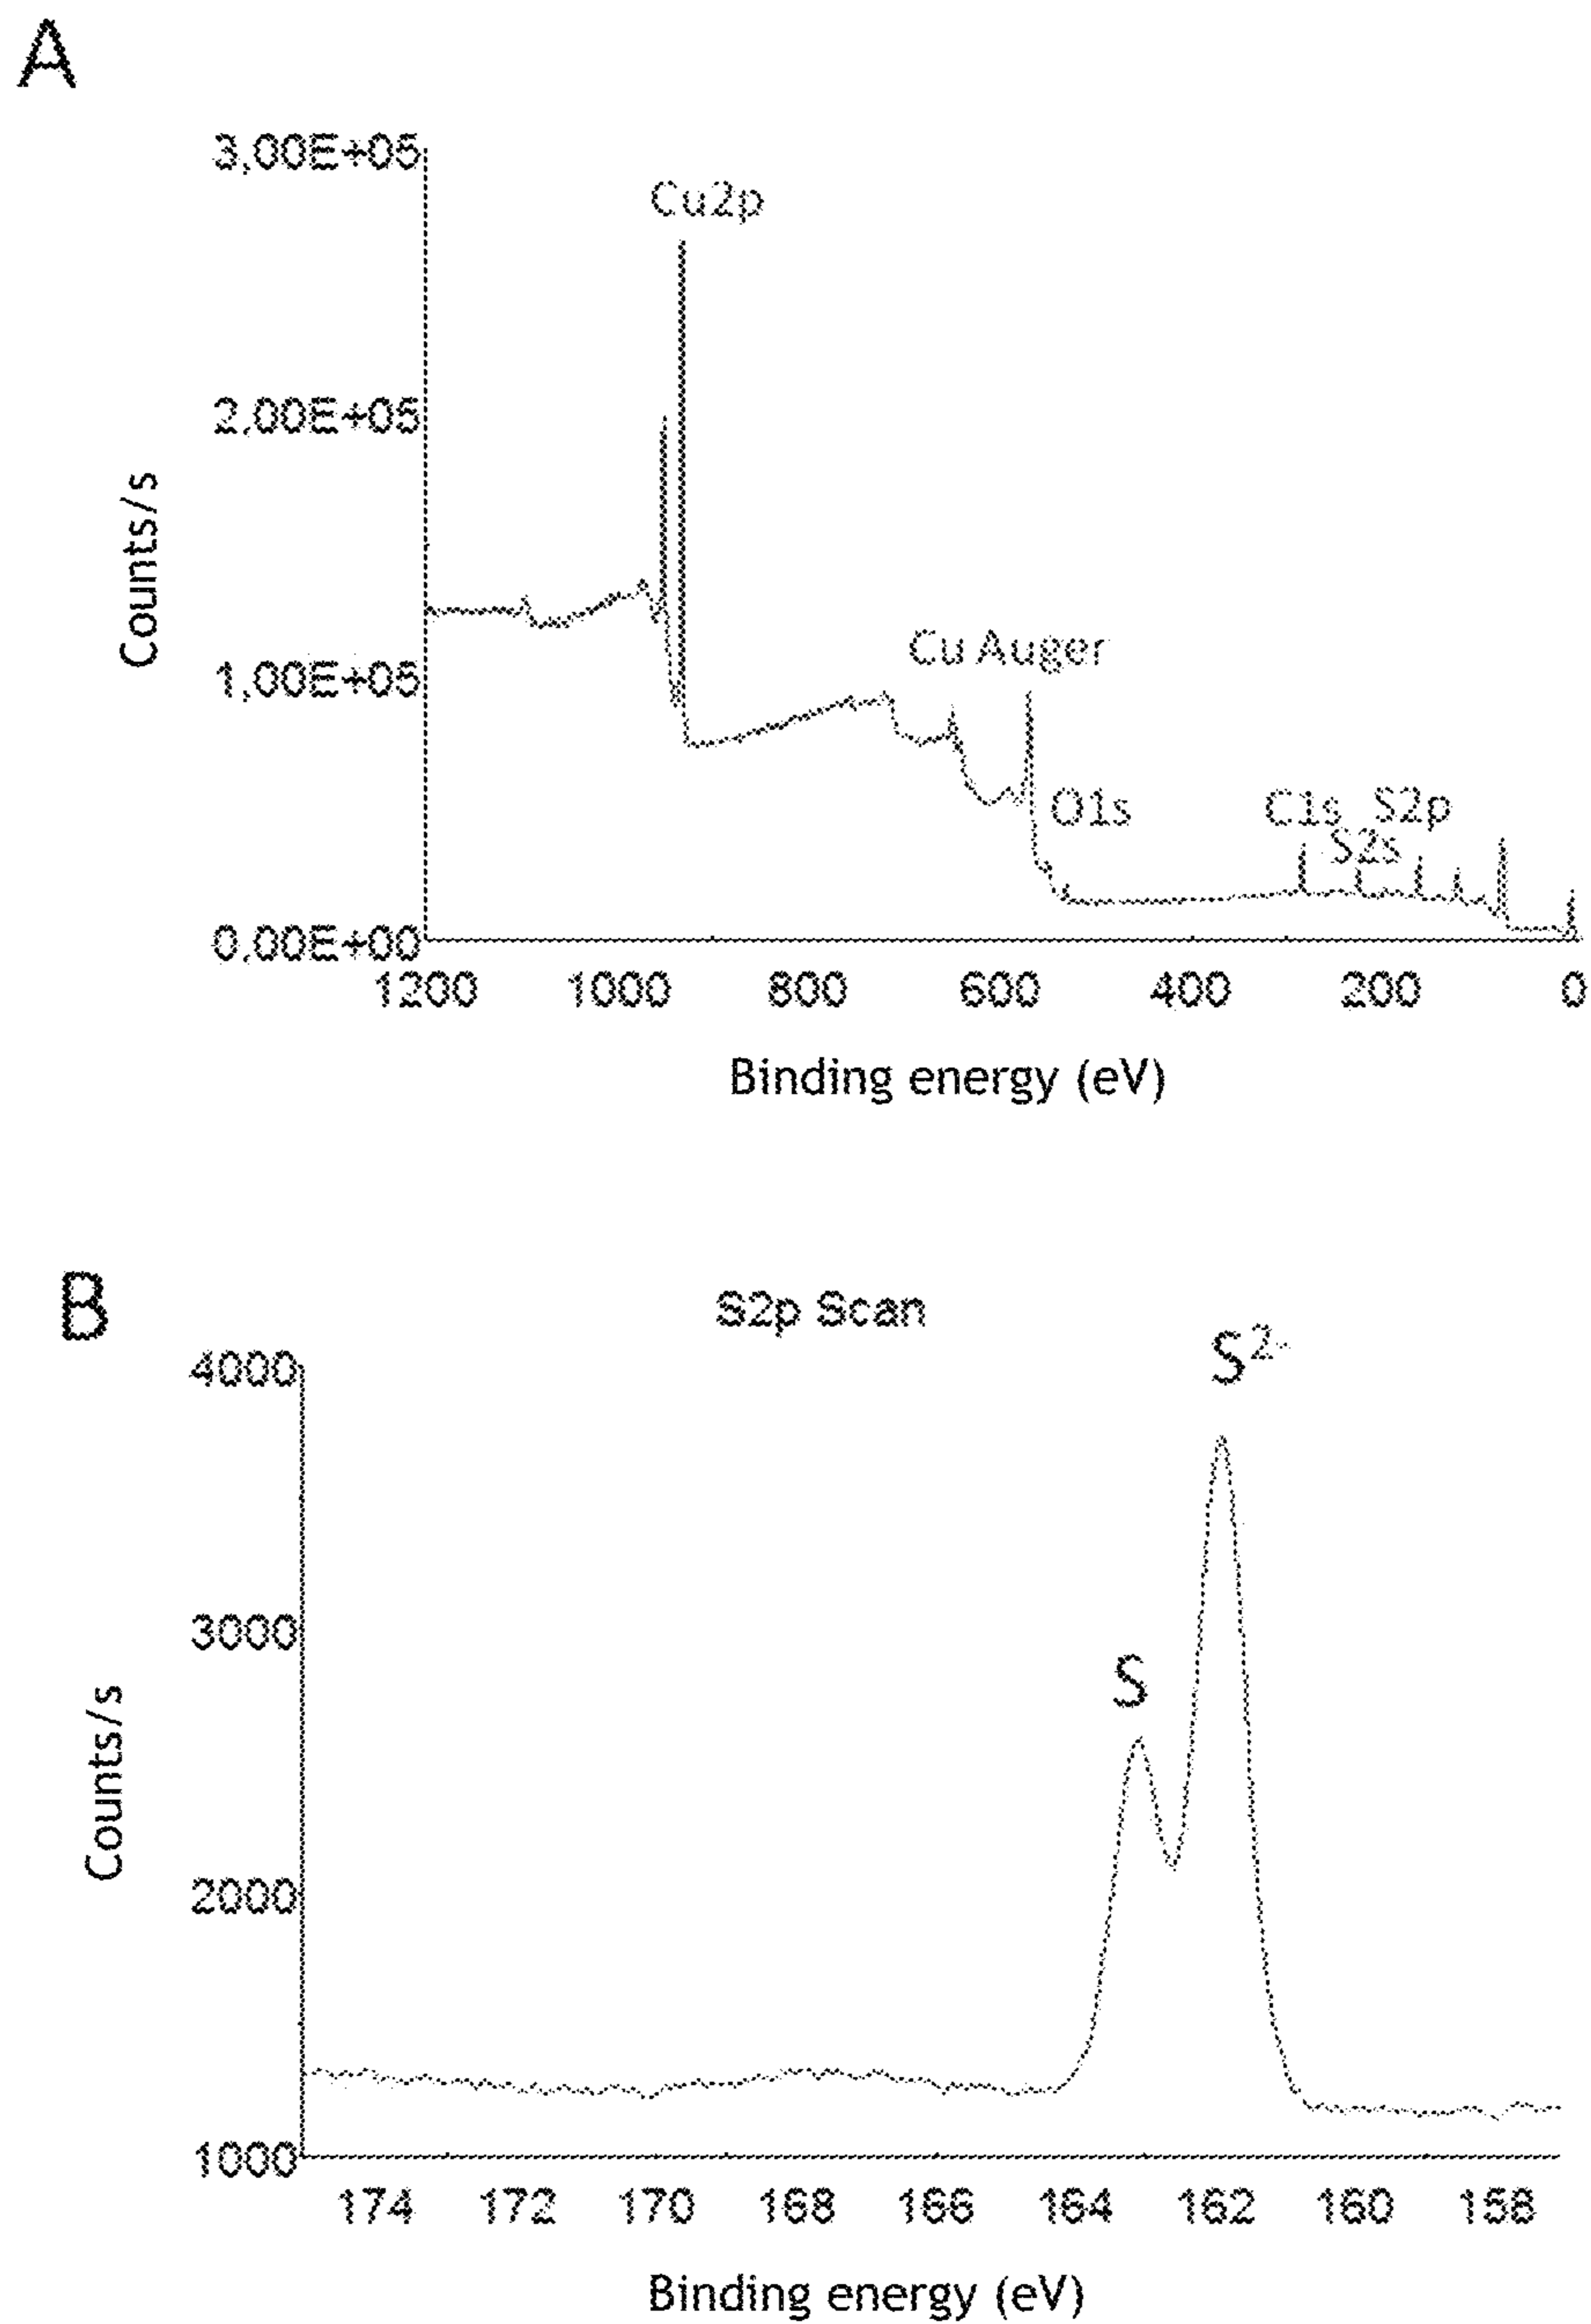 A
3,00E+05
Cu2p
2,00E+05
Counts/s
1,00E+05
Cu Auger
O1s
C1s
S2p
S2s
0,00E+00
1200 1000 800 600 400 200 0
Binding energy (eV)
B
S2p Scan
4000
S²⁻
3000
S
Counts/s
2000
1000
174 172 170 168 166 164 162 160 158
Binding energy (eV)